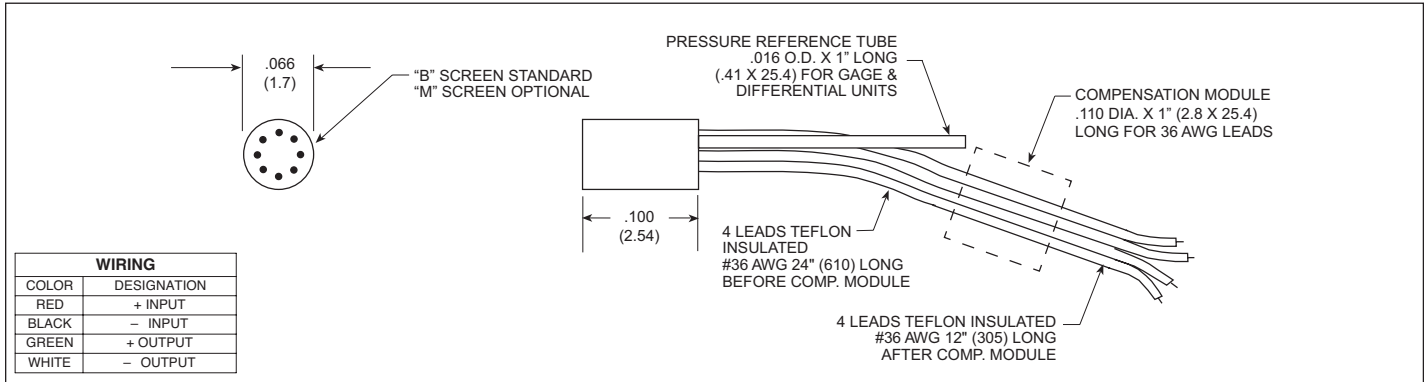 .066
(1.7)
“B” SCREEN STANDARD
“M” SCREEN OPTIONAL
PRESSURE REFERENCE TUBE
.016 O.D. X 1” LONG
(.41 X 25.4) FOR GAGE &
DIFFERENTIAL UNITS
COMPENSATION MODULE
.110 DIA. X 1” (2.8 X 25.4)
LONG FOR 36 AWG LEADS
.100
(2.54)
4 LEADS TEFLON
INSULATED
#36 AWG 24" (610) LONG
BEFORE COMP. MODULE
4 LEADS TEFLON INSULATED
#36 AWG 12" (305) LONG
AFTER COMP. MODULE
WIRING
COLOR DESIGNATION
RED + INPUT
BLACK – INPUT
GREEN + OUTPUT
WHITE – OUTPUT